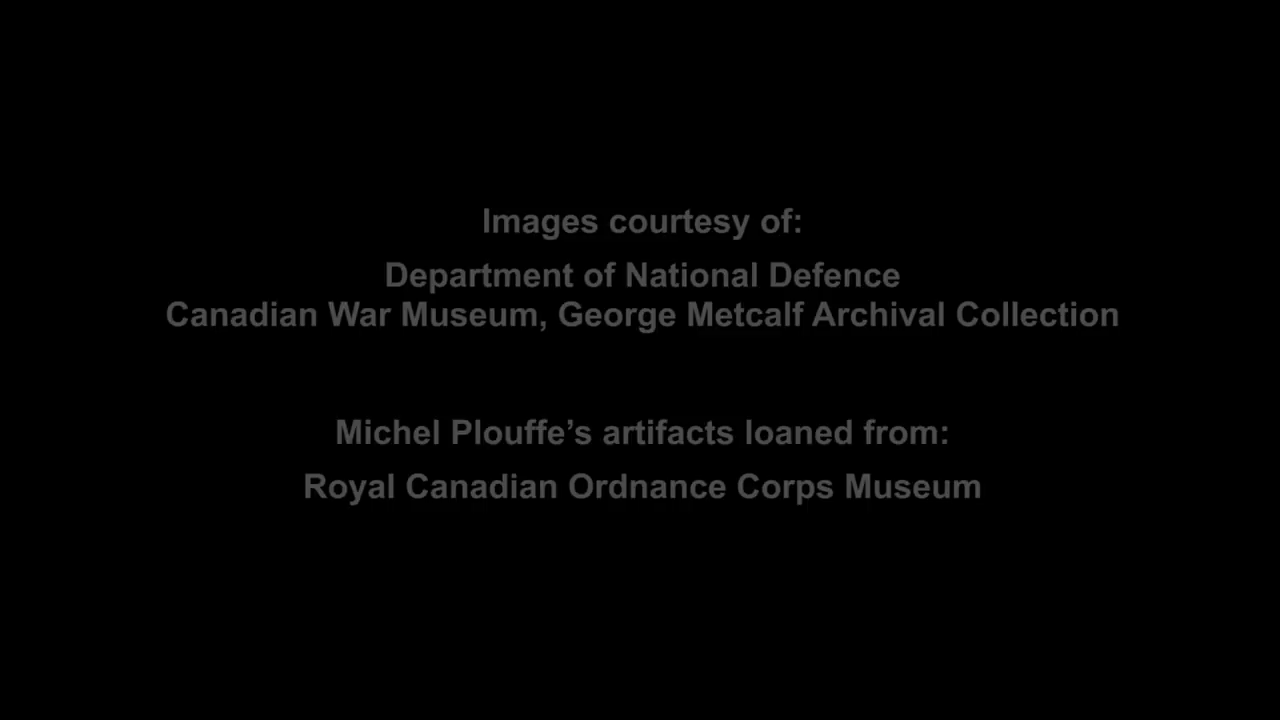 Images courtesy of:
Department of National Defence
Canadian War Museum, George Metcalf Archival Collection
Michel Plouffe’s artifacts loaned from:
Royal Canadian Ordnance Corps Museum